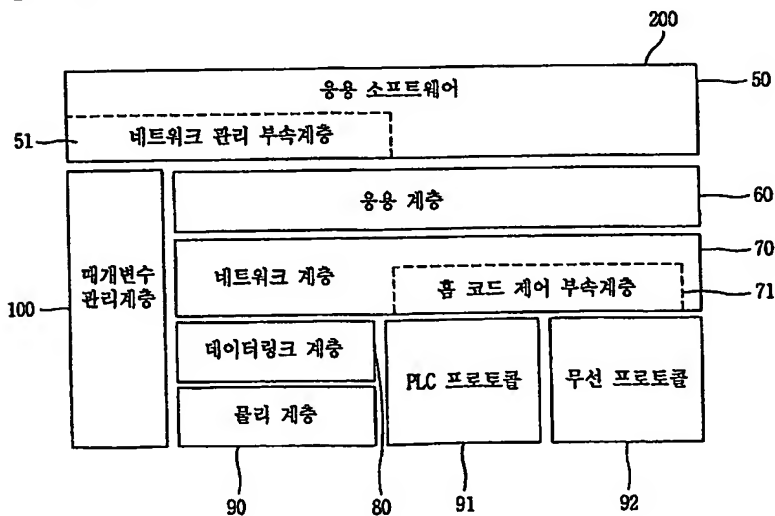 200
응용 소프트웨어
50
51
네트워크 관리 부속계층
응용 계층
60
매개변수
관리계층
100
네트워크 계층
70
홈 코드 제어 부속계층
71
데이터링크 계층
PLC 프로토콜
무선 프로토콜
물리 계층
90
80
91
92